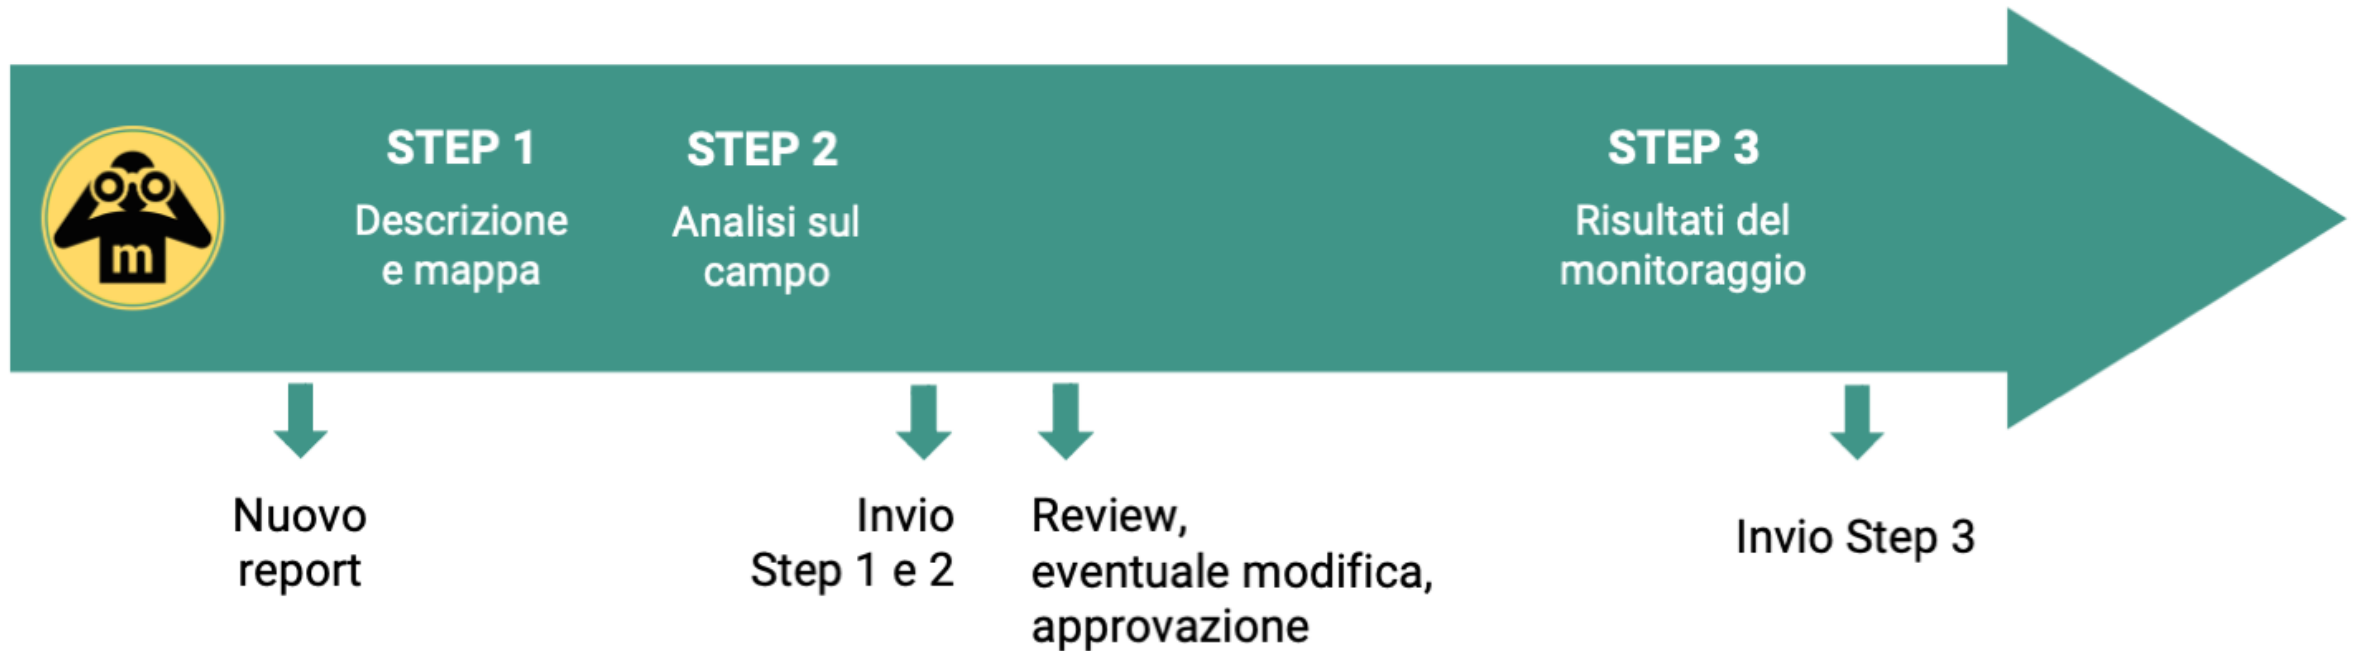 m
STEP 1
Descrizione
e mappa
STEP 2
Analisi sul
campo
STEP 3
Risultati del
monitoraggio
Nuovo
report
Invio
Step 1 e 2
Review,
eventuale modifica,
approvazione
Invio Step 3